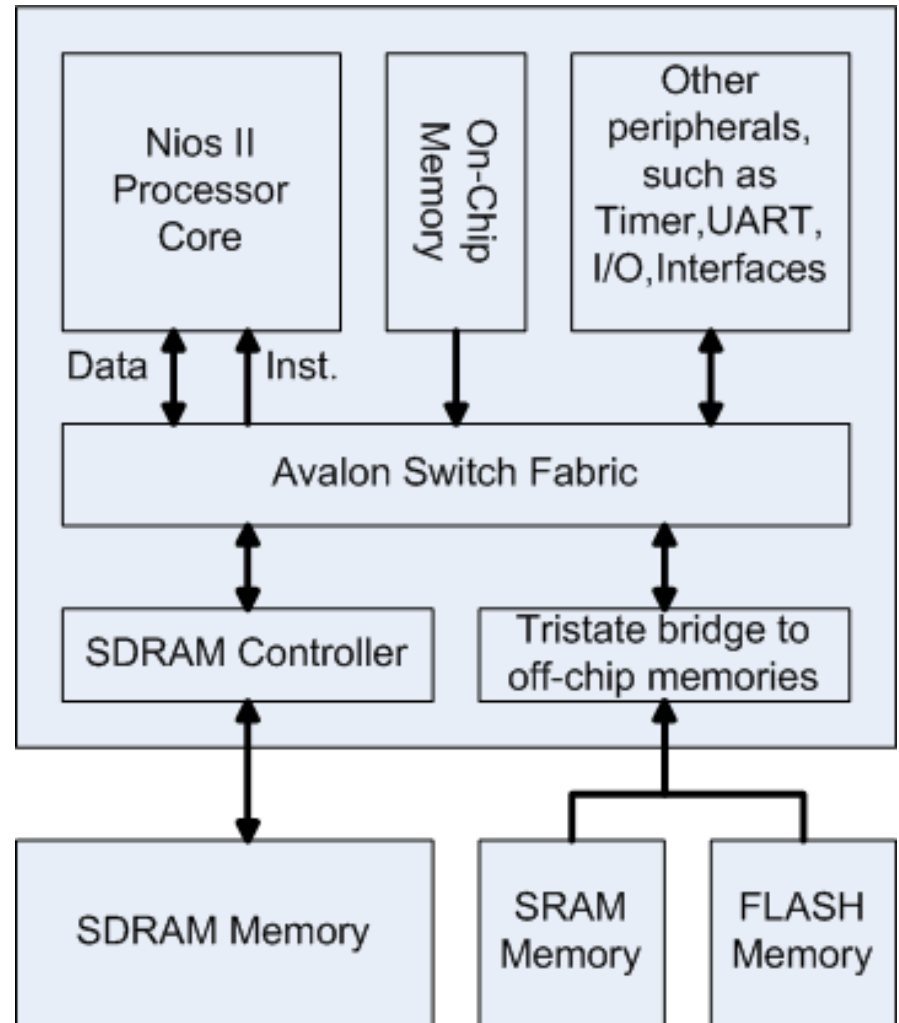 Nios II
Processor
Core
On-Chip
Memory
Other
peripherals,
such as
Timer,UART,
I/O,Interfaces
Data
Inst.
Avalon Switch Fabric
SDRAM Controller
Tristate bridge to
off-chip memories
SDRAM Memory
SRAM
Memory
FLASH
Memory